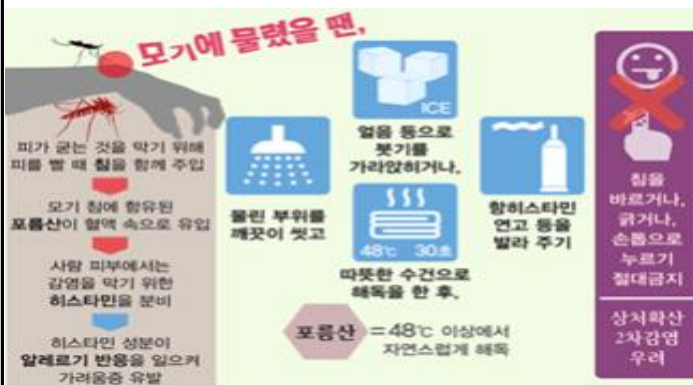 모기에 물렸을 땐,
피가 굳는 것을 막기 위해
피를 빨 때 침을 함께 주입
모기 침에 함유된
포름산이 혈액 속으로 유입
사람 피부에서는
감염을 막기 위한
히스타민을 분비
히스타민 성분이
알레르기 반응을 일으켜
가려움증 유발
물린 부위를
깨끗이 씻고
ICE
얼음 등으로
붓기를
가라앉히거나,
48℃ 30초
따뜻한 수건으로
해독을 한 후,
항히스타민
연고 등을
발라 주기
포름산 = 48℃ 이상에서
자연스럽게 해독
침을
바르거나,
긁거나,
손톱으로
누르기
절대금지
상처확산
2차감염
우려